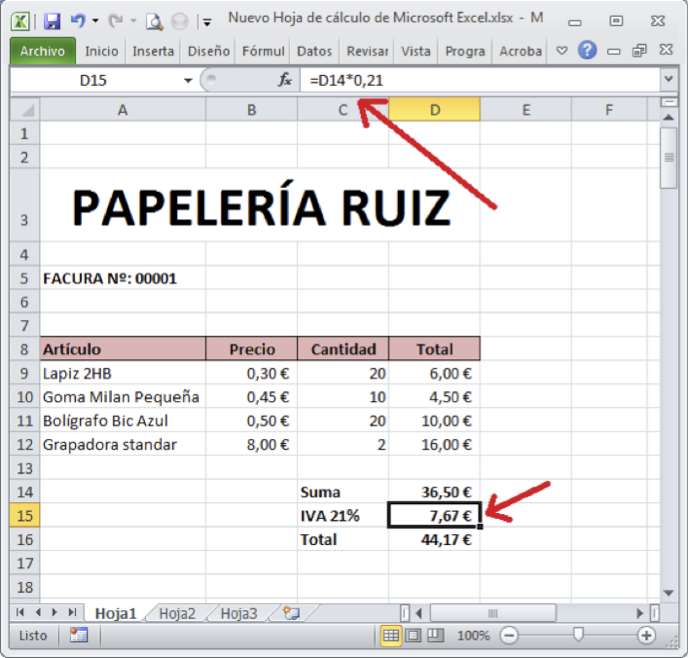 Nuevo Hoja de cálculo de Microsoft Excel.xlsx - M
Archivo Inicio Inserta Diseño Fórmul Datos Revisar Vista Progra Acroba
D15 fx =D14*0,21
A B C D E F
1
2
3 PAPELERÍA RUIZ
4
5 FACURA Nº: 00001
6
7
8 Artículo Precio Cantidad Total
9 Lapiz 2HB 0,30 € 20 6,00 €
10 Goma Milan Pequeña 0,45 € 10 4,50 €
11 Bolígrafo Bic Azul 0,50 € 20 10,00 €
12 Grapadora standar 8,00 € 2 16,00 €
13
14 Suma 36,50 €
15 IVA 21% 7,67 €
16 Total 44,17 €
17
18
Hoja1 Hoja2 Hoja3
Listo 100%